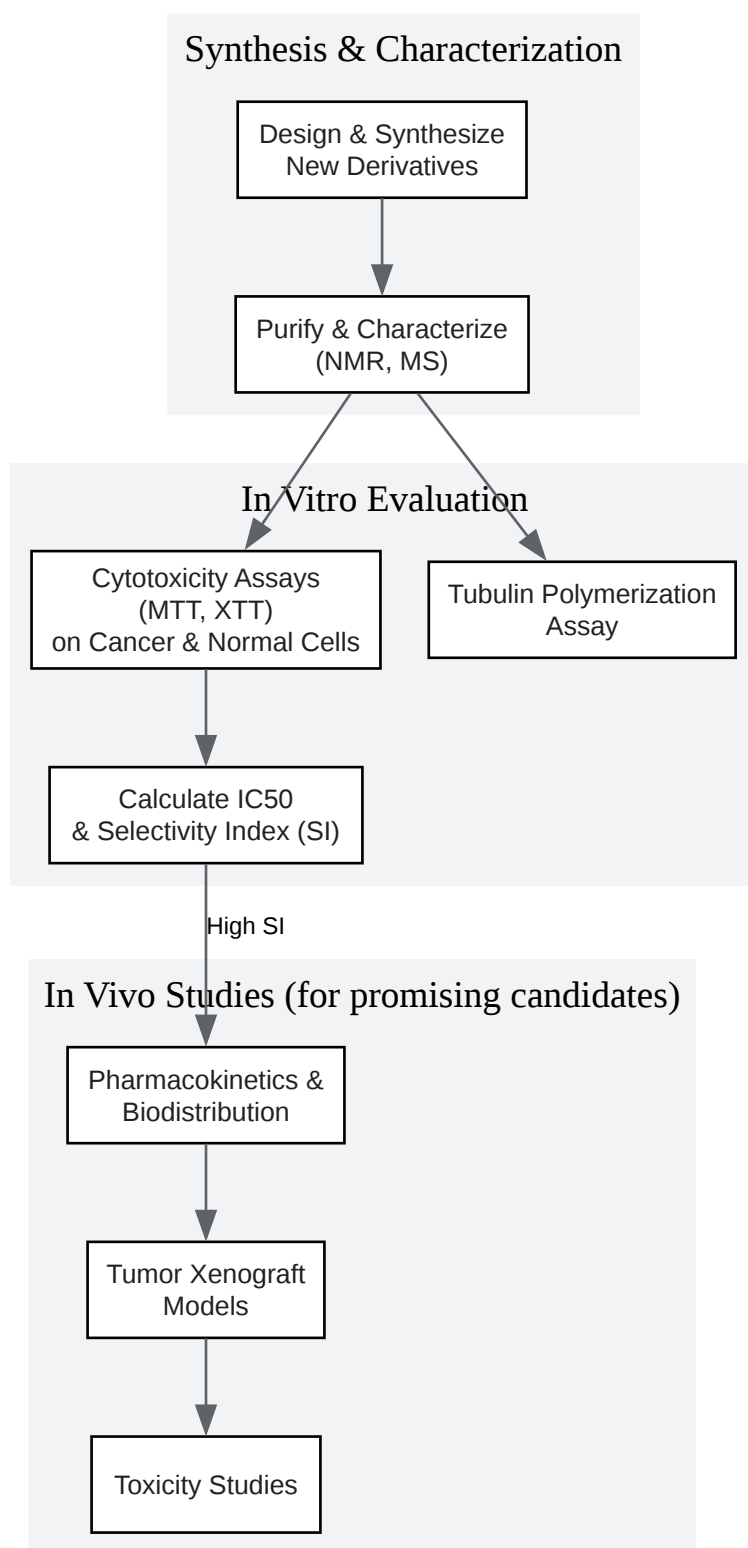 Synthesis & Characterization
Design & Synthesize
New Derivatives
Purify & Characterize
(NMR, MS)
In Vitro Evaluation
Cytotoxicity Assays
(MTT, XTT)
on Cancer & Normal Cells
Tubulin Polymerization
Assay
Calculate IC50
& Selectivity Index (SI)
High SI
In Vivo Studies (for promising candidates)
Pharmacokinetics &
Biodistribution
Tumor Xenograft
Models
Toxicity Studies